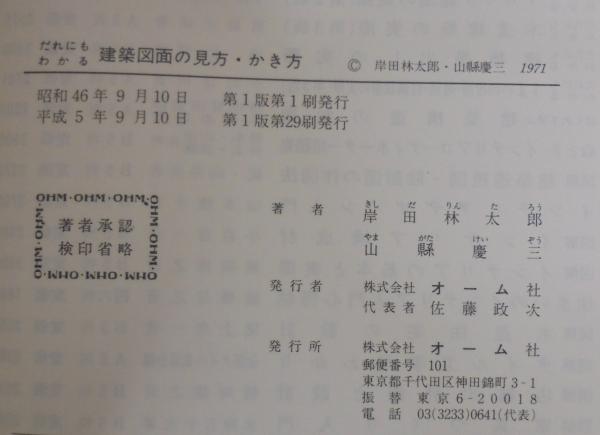 だれにも
わかる 建築図面の見方・かき方 © 岸田林太郎・山縣慶三 1971
昭和46年9月10日 第1版第1刷発行
平成5年9月10日 第1版第29刷発行
OHM・OHM・OHM・OHM・OHM・OHM・OHM・OHM・OHM・OHM
著者承認
検印省略
きし だ りん た ろう
著者 岸田林太郎
やま がた けい ぞう
山縣慶三
発行者 株式会社 オーム社
代表者 佐藤政次
発行所 株式会社 オーム社
郵便番号 101
東京都千代田区神田錦町3-1
振替 東京6-20018
電話 03(3233)0641(代表)